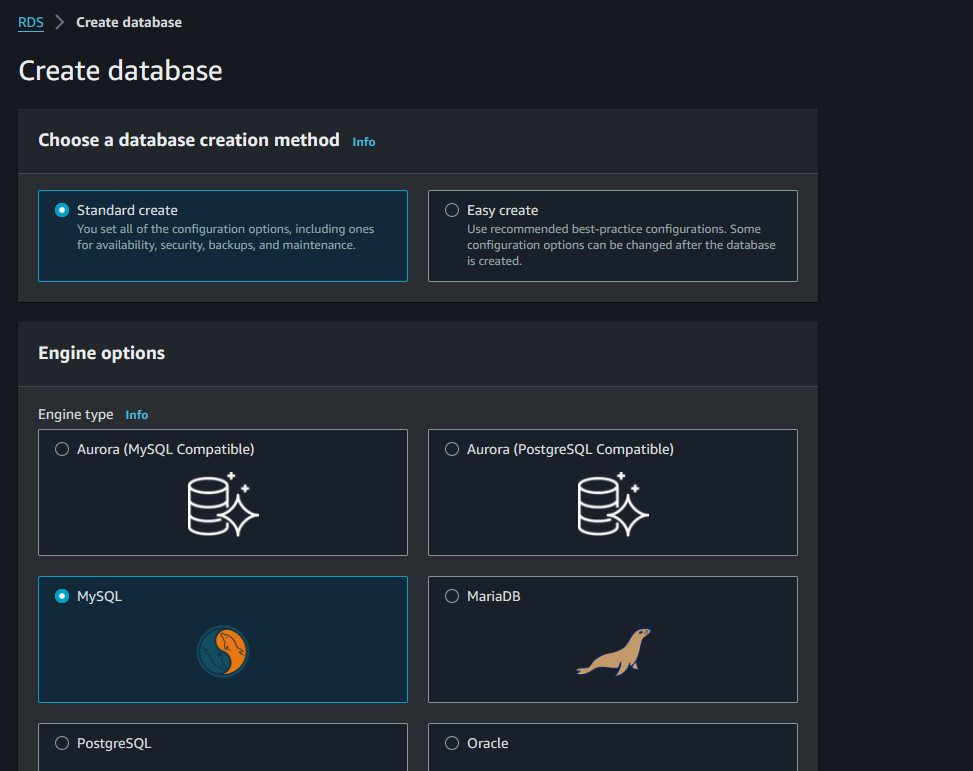 RDS > Create database
Create database
Choose a database creation method Info
Standard create
You set all of the configuration options, including ones
for availability, security, backups, and maintenance.
Easy create
Use recommended best-practice configurations. Some
configuration options can be changed after the database
is created.
Engine options
Engine type Info
Aurora (MySQL Compatible)
Aurora (PostgreSQL Compatible)
MySQL
MariaDB
PostgreSQL
Oracle